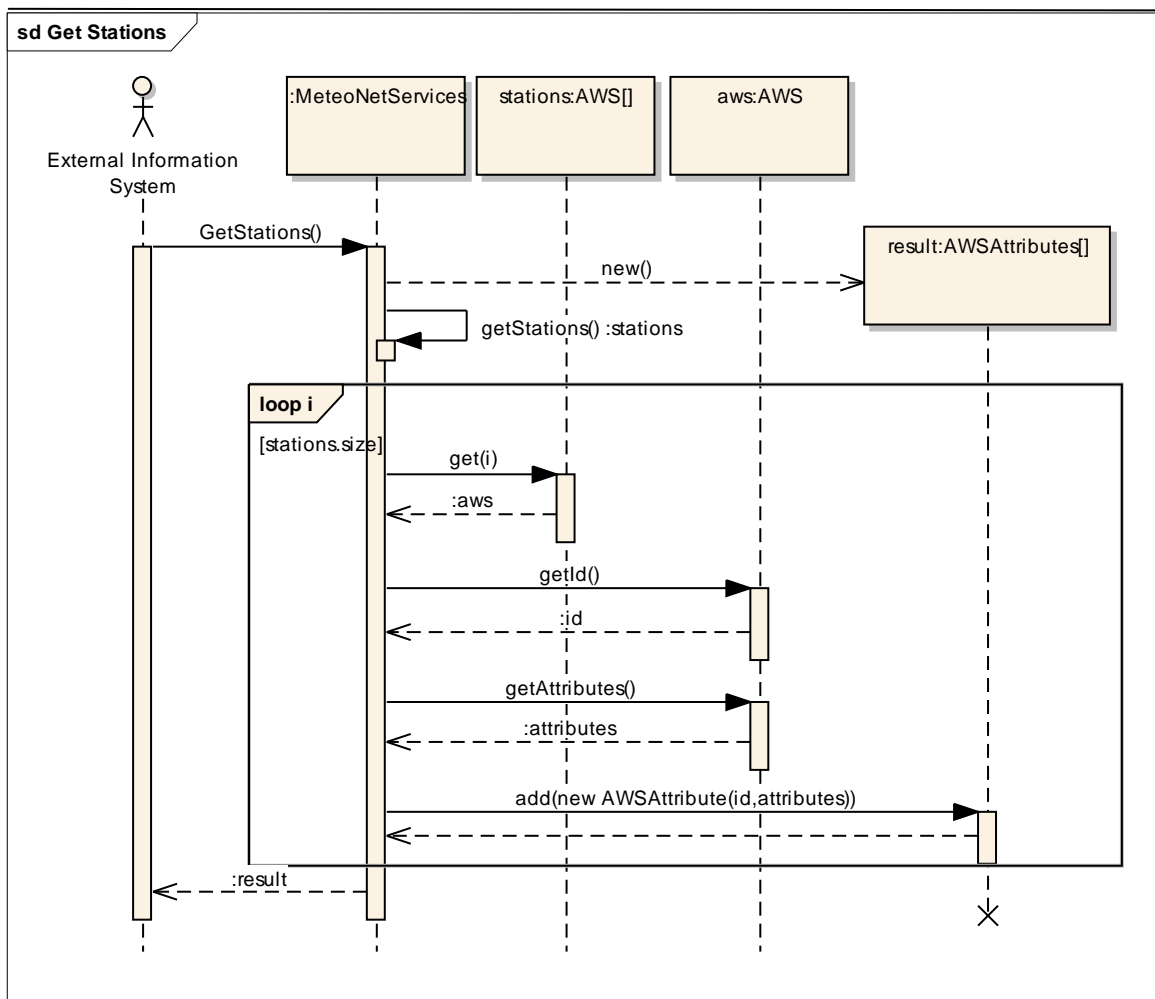 sd Get Stations
:MeteoNetServices
stations:AWS[]
aws:AWS
External Information
System
result:AWSAttributes[]
GetStations()
new()
getStations() :stations
loop i
[stations.size]
get(i)
:aws
getId()
:id
getAttributes()
:attributes
add(new AWSAttribute(id,attributes))
:result